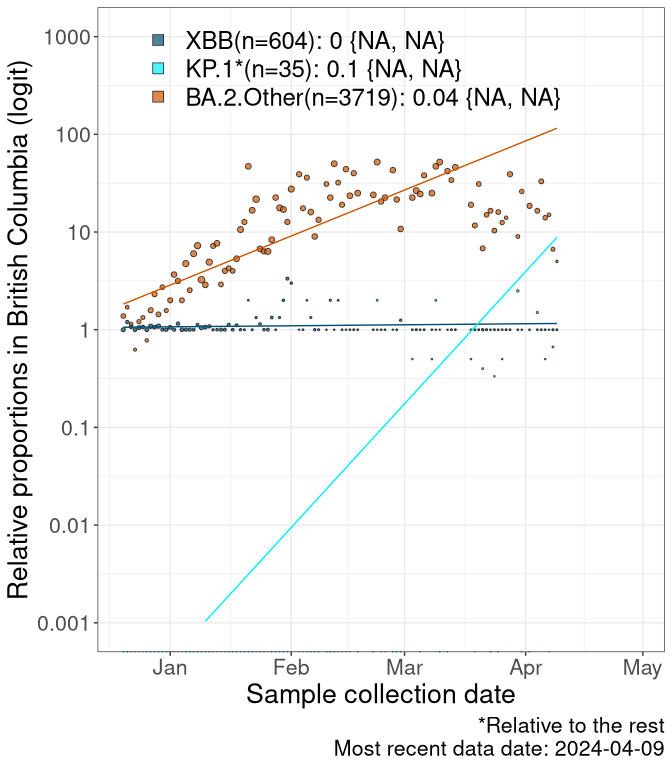 1000
100
10
1
0.1
0.01
0.001
Relative proportions in British Columbia (logit)
XBB(n=604): 0 {NA, NA}
KP.1*(n=35): 0.1 {NA, NA}
BA.2.Other(n=3719): 0.04 {NA, NA}
Jan Feb Mar Apr May
Sample collection date
*Relative to the rest
Most recent data date: 2024-04-09